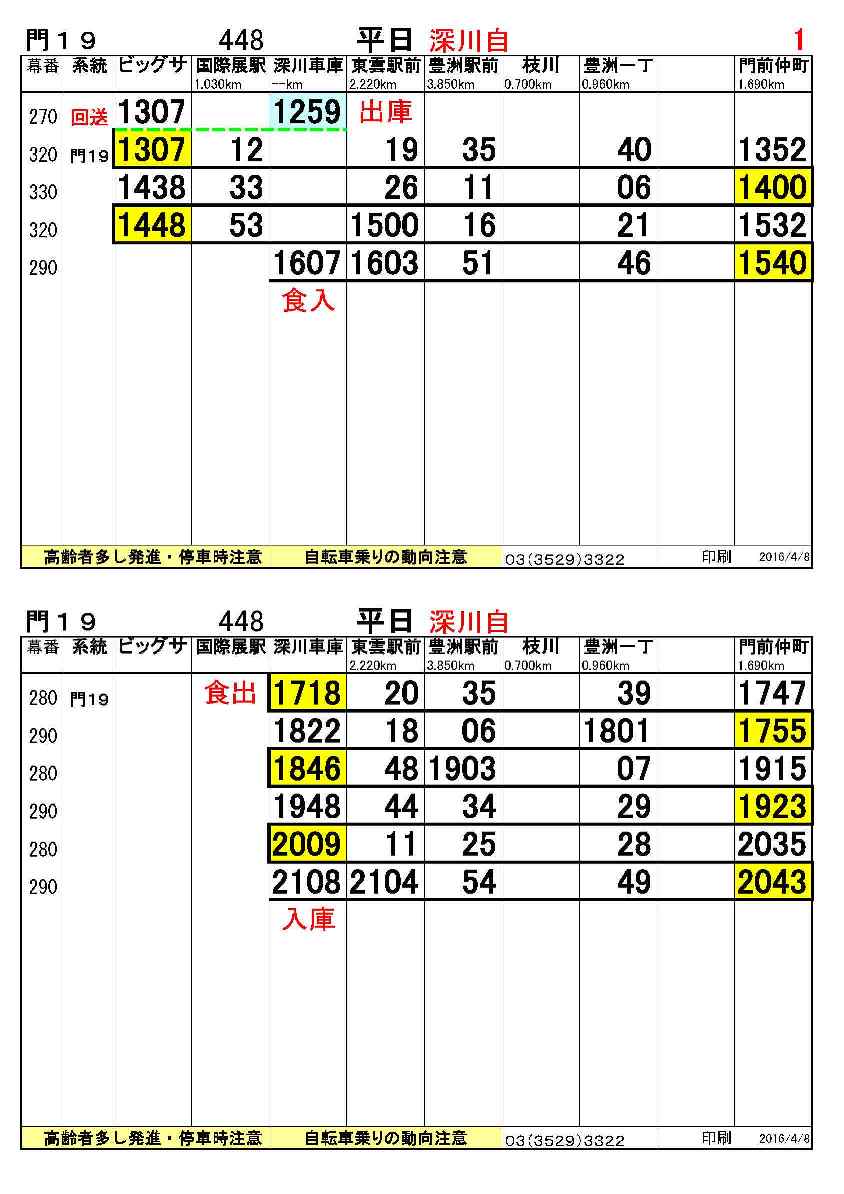 門１９ 448 平日 深川自 1
幕番 系統 ビッグサ 国際展駅 深川車庫 東雲駅前 豊洲駅前 枝川 豊洲一丁 門前仲町
1.030km ---km 2.220km 3.850km 0.700km 0.960km 1.690km
270 回送 1307 1259 出庫
320 門19 1307 12 19 35 40 1352
330 1438 33 26 11 06 1400
320 1448 53 1500 16 21 1532
290 1607 1603 51 46 1540
食入
高齢者多し発進・停車時注意 自転車乗りの動向注意 03(3529)3322 印刷 2016/4/8
門１９ 448 平日 深川自
幕番 系統 ビッグサ 国際展駅 深川車庫 東雲駅前 豊洲駅前 枝川 豊洲一丁 門前仲町
2.220km 3.850km 0.700km 0.960km 1.690km
280 門19 食出 1718 20 35 39 1747
290 1822 18 06 1801 1755
280 1846 48 1903 07 1915
290 1948 44 34 29 1923
280 2009 11 25 28 2035
290 2108 2104 54 49 2043
入庫
高齢者多し発進・停車時注意 自転車乗りの動向注意 03(3529)3322 印刷 2016/4/8